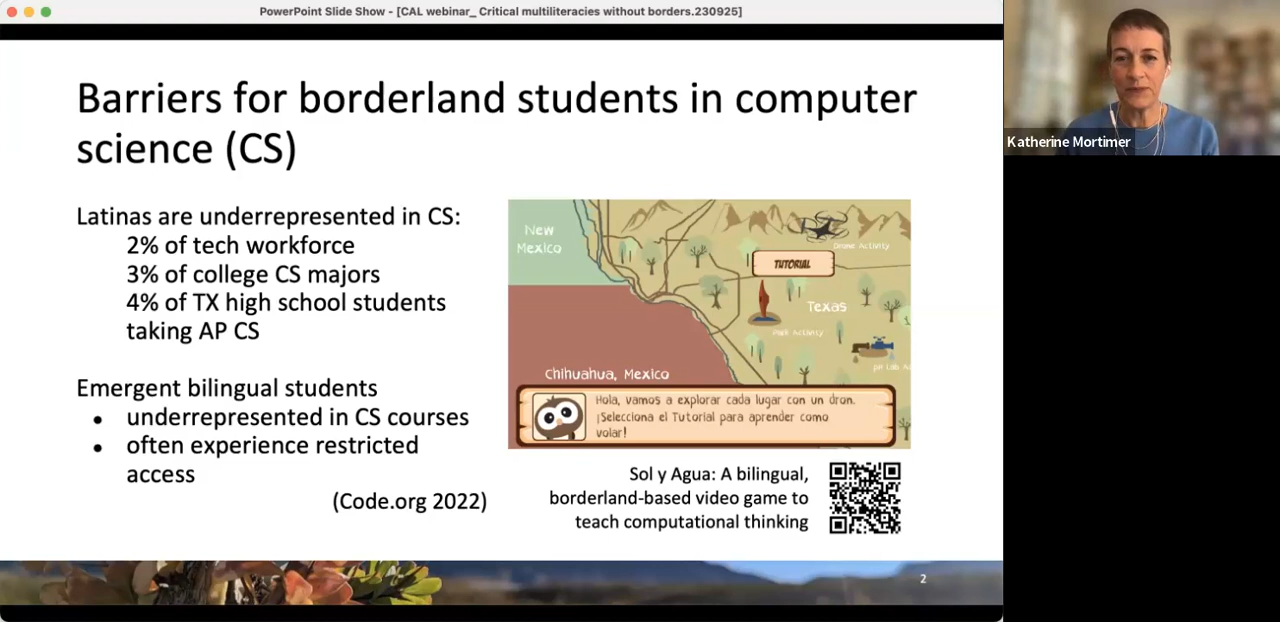 PowerPoint Slide Show - [CAL webinar_ Critical multiliteracies without borders.230925]
Katherine Mortimer
Barriers for borderland students in computer
science (CS)
Latinas are underrepresented in CS:
2% of tech workforce
3% of college CS majors
4% of TX high school students
taking AP CS
Emergent bilingual students
• underrepresented in CS courses
• often experience restricted
access
(Code.org 2022)
New
Mexico
Drone Activity
TUTORIAL
Texas
Park Activity
Chihuahua, Mexico
Hola, vamos a explorar cada lugar con un dron.
¡Selecciona el Tutorial para aprender como
volar!
Sol y Agua: A bilingual,
borderland-based video game to
teach computational thinking
2